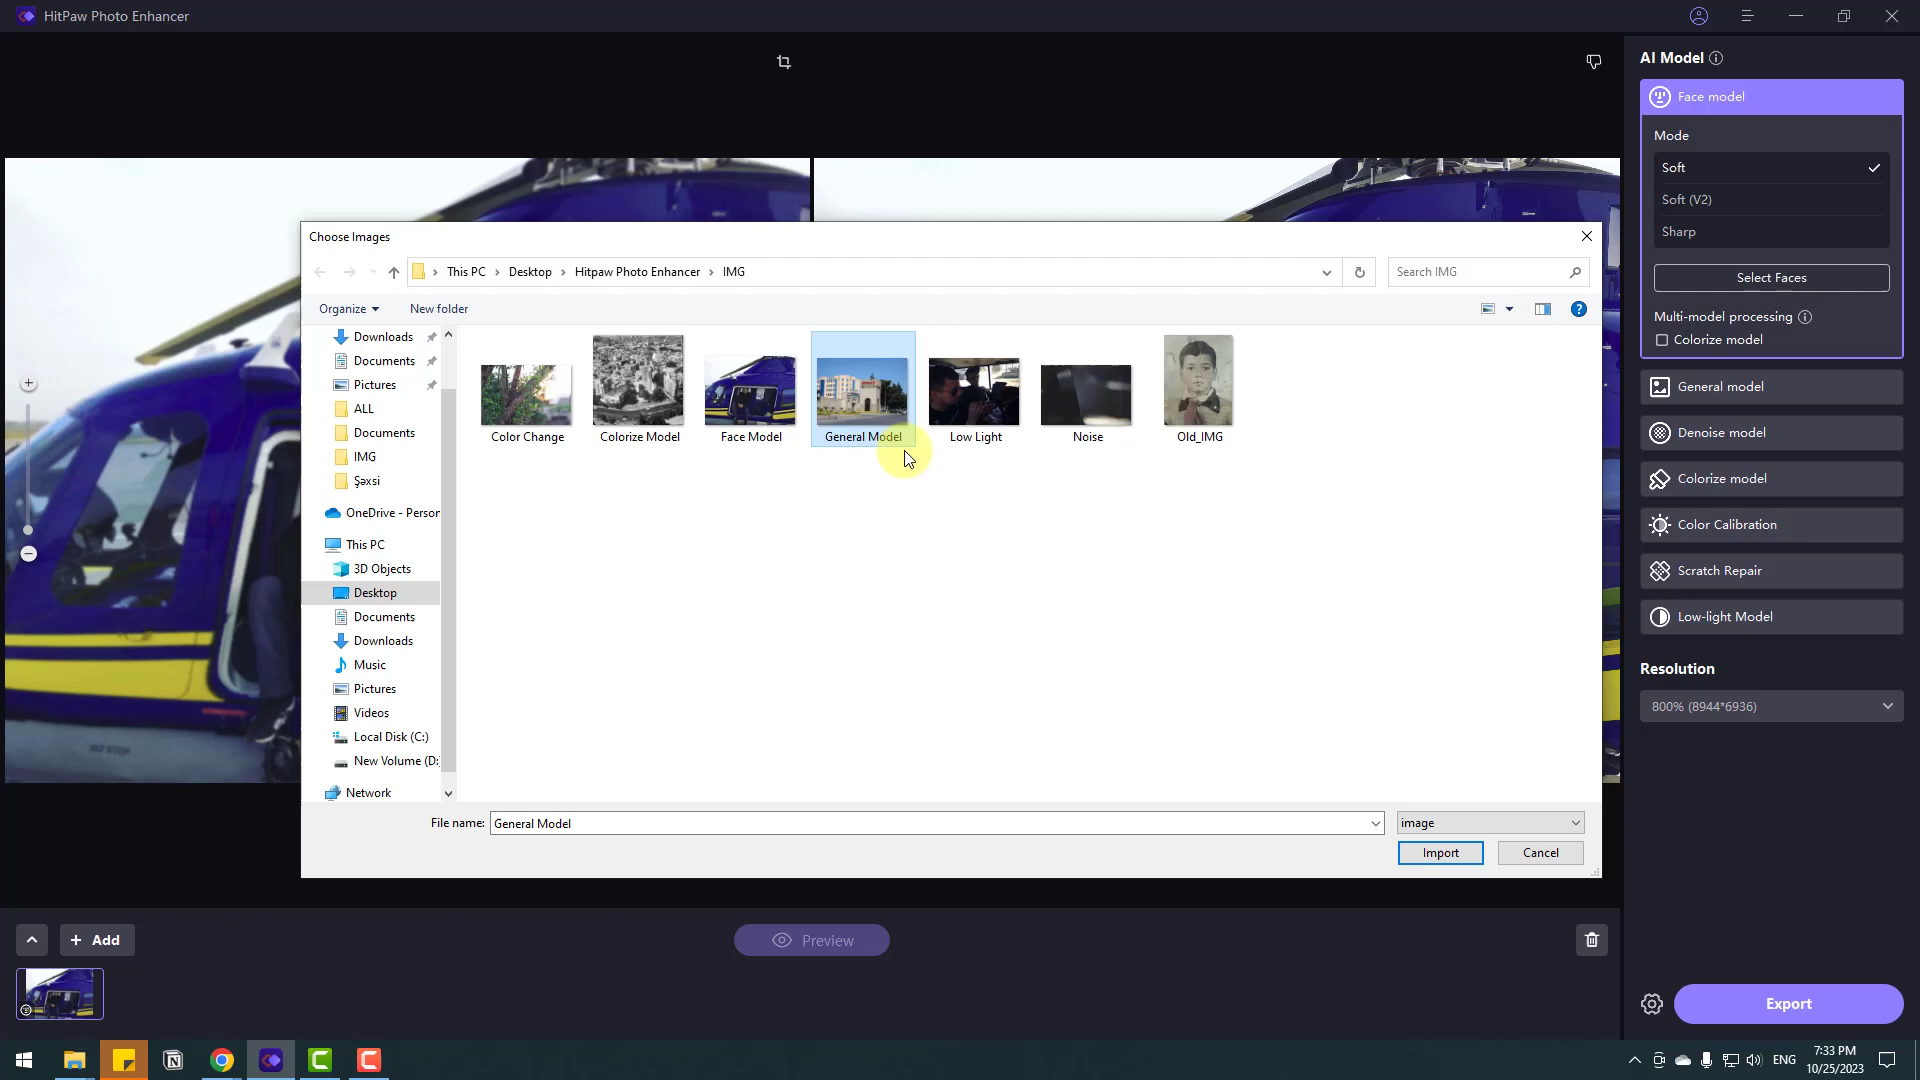 HitPaw Photo Enhancer
AI Model
Face model
Mode
Soft
Soft (V2)
Sharp
Select Faces
Multi-model processing
Colorize model
General model
Denoise model
Colorize model
Color Calibration
Scratch Repair
Low-light Model
Resolution
800% (8944*6936)
Export
Choose Images
This PC
Desktop
Hitpaw Photo Enhancer
IMG
Search IMG
Organize
New folder
Downloads
Documents
Pictures
ALL
Documents
IMG
Şəxsi
OneDrive - Person
This PC
3D Objects
Desktop
Documents
Downloads
Music
Pictures
Videos
Local Disk (C:)
New Volume (D:
Network
Color Change
Colorize Model
Face Model
General Model
Low Light
Noise
Old_IMG
File name:
General Model
image
Import
Cancel
Add
Preview
ENG
7:33 PM
10/25/2023